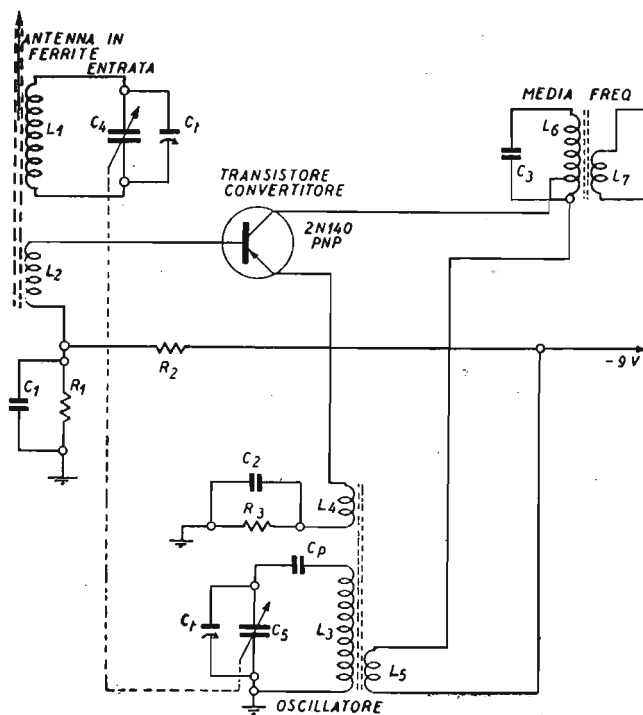 ANTENNA IN
FERRITE
ENTRATA
L1
C4
Ct
MEDIA FREQ
L6
C3
L7
TRANSISTORE
CONVERTITORE
2N140
PNP
L2
R2
-9V
C1
R1
C2
R3
L4
Cp
Ct
C5
L3
L5
OSCILLATORE